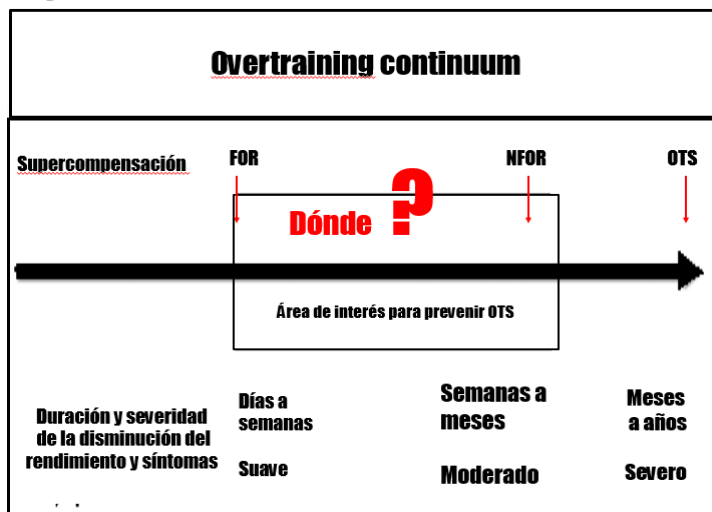 Overtraining continuum
Supercompensación
FOR
NFOR
OTS
Dónde ?
Área de interés para prevenir OTS
Duración y severidad
de la disminución del
rendimiento y síntomas
Días a
semanas
Suave
Semanas a
meses
Moderado
Meses
a años
Severo